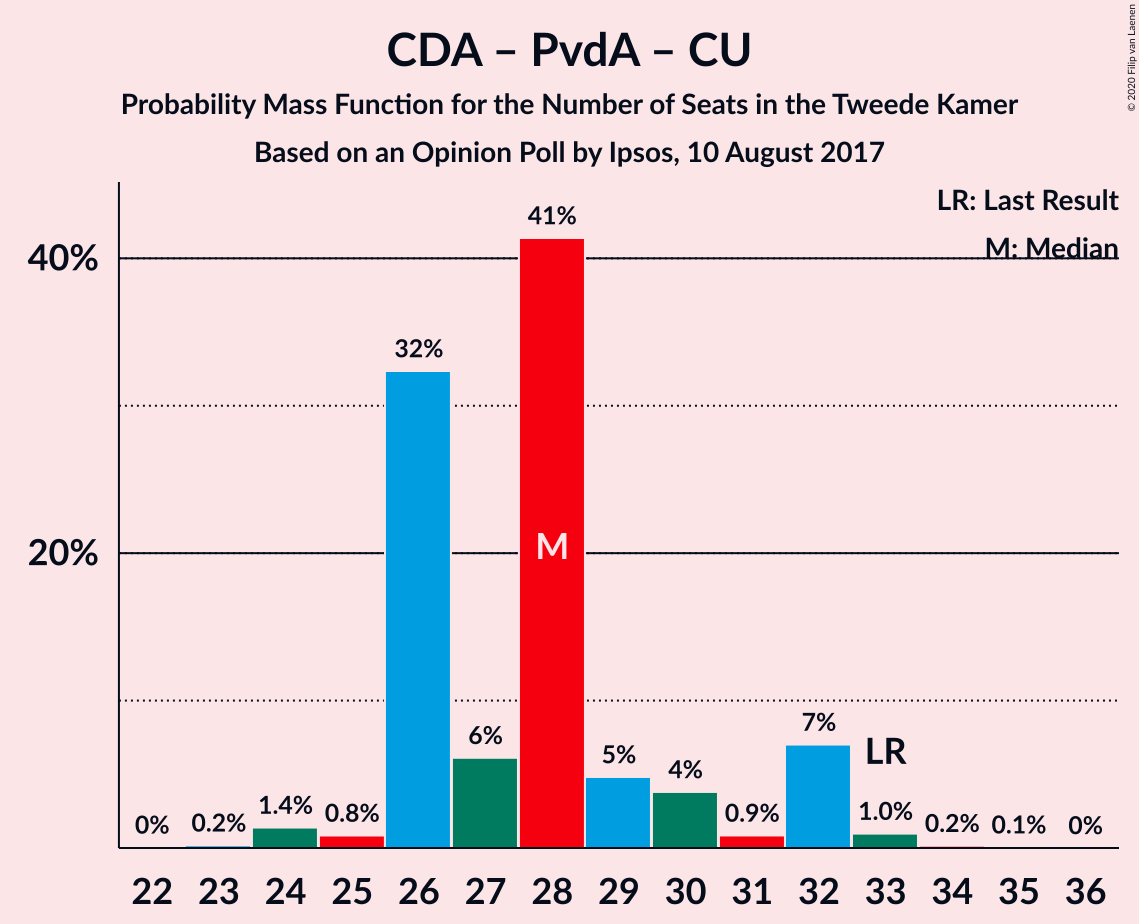 CDA – PvdA – CU
Probability Mass Function for the Number of Seats in the Tweede Kamer
Based on an Opinion Poll by Ipsos, 10 August 2017
© 2020 Filip van Laenen
LR: Last Result
M: Median
40%
20%
0%
0.2%
1.4%
0.8%
32%
6%
41%
M
5%
4%
0.9%
7%
LR
1.0%
0.2%
0.1%
0%
22 23 24 25 26 27 28 29 30 31 32 33 34 35 36